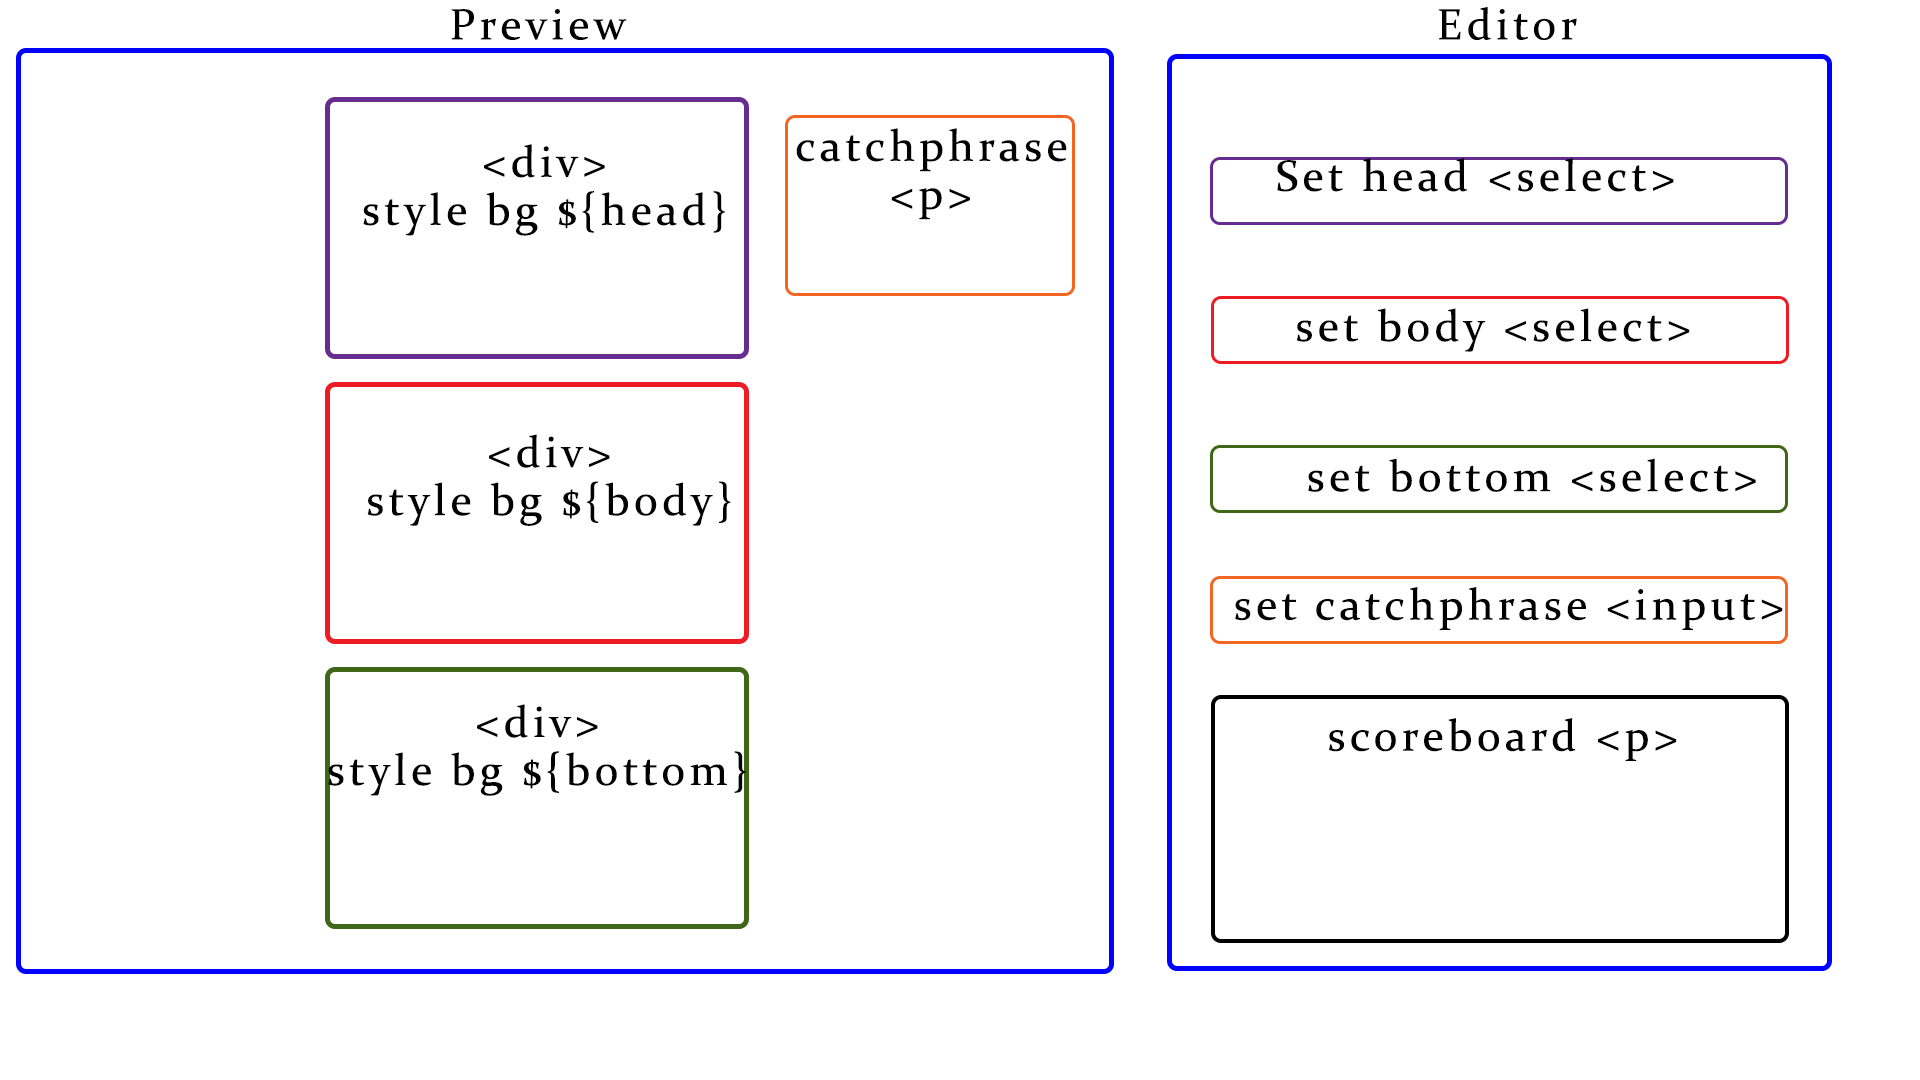 Preview
<div>
style bg ${head}
catchphrase
<p>
<div>
style bg ${body}
<div>
style bg ${bottom}
Editor
Set head <select>
set body <select>
set bottom <select>
set catchphrase <input>
scoreboard <p>